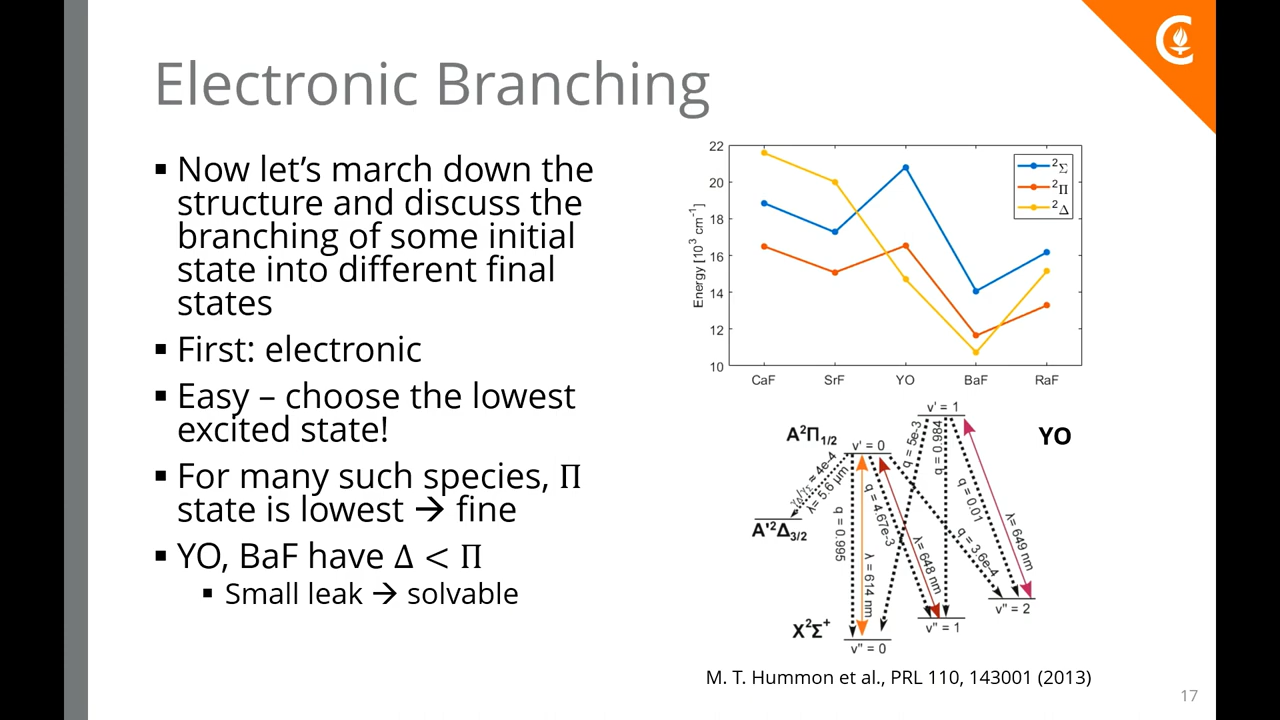 Electronic Branching
▪ Now let's march down the
structure and discuss the
branching of some initial
state into different final
states
▪ First: electronic
▪ Easy – choose the lowest
excited state!
▪ For many such species, Π
state is lowest → fine
▪ YO, BaF have Δ < Π
▪ Small leak → solvable
22
20
18
16
14
12
10
Energy [10³ cm⁻¹]
²Σ
²Π
²Δ
CaF SrF YO BaF RaF
YO
v' = 1
A²Π₁/₂
v' = 0
γΔ/γΣ = 4e-4
λ= 5.6 μm
A'²Δ₃/₂
q = 0.995
λ = 614 nm
q = 4.67e-3
λ= 648 nm
q = 5e-3
q = 0.984
q = 0.01
q = 3.6e-4
λ= 649 nm
v" = 2
v" = 1
X²Σ⁺
v" = 0
M. T. Hummon et al., PRL 110, 143001 (2013)
17